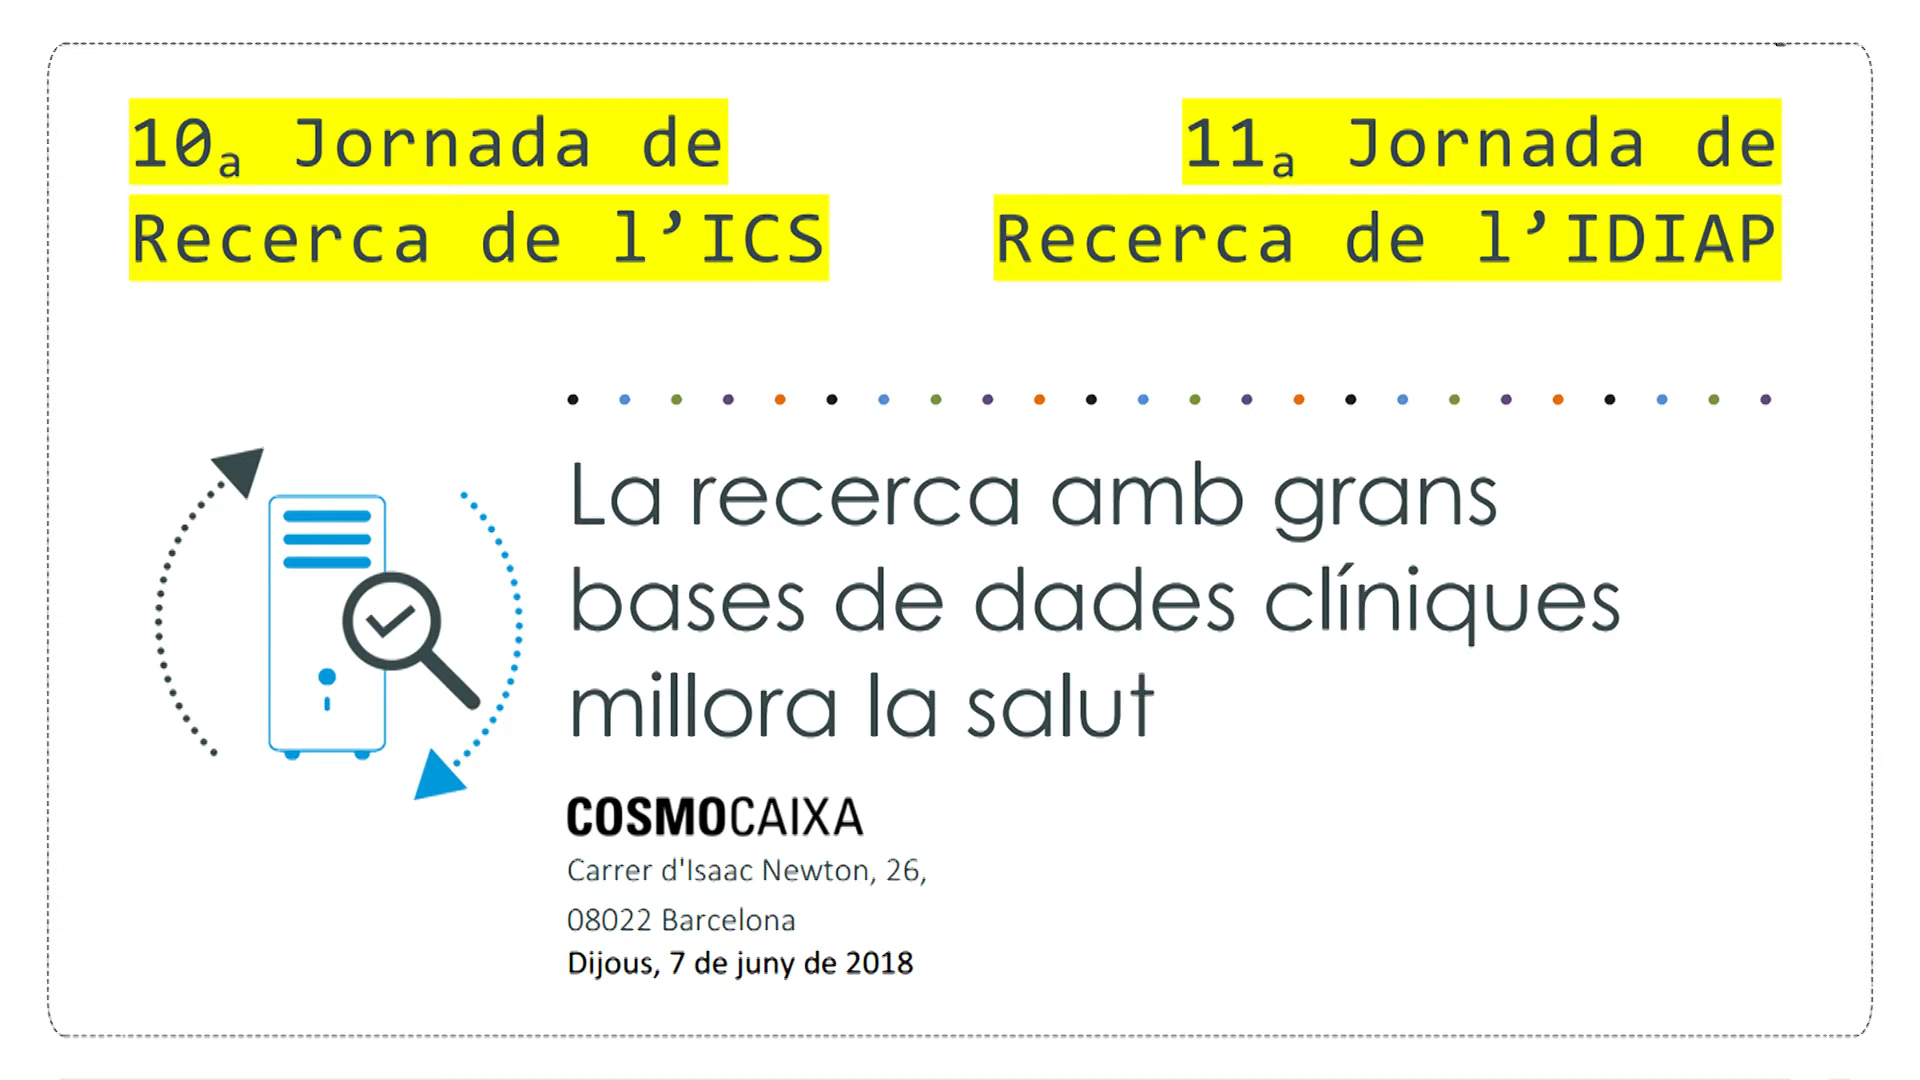 10a Jornada de
Recerca de l’ICS
11a Jornada de
Recerca de l’IDIAP
La recerca amb grans
bases de dades clíniques
millora la salut
COSMOCAIXA
Carrer d'Isaac Newton, 26,
08022 Barcelona
Dijous, 7 de juny de 2018